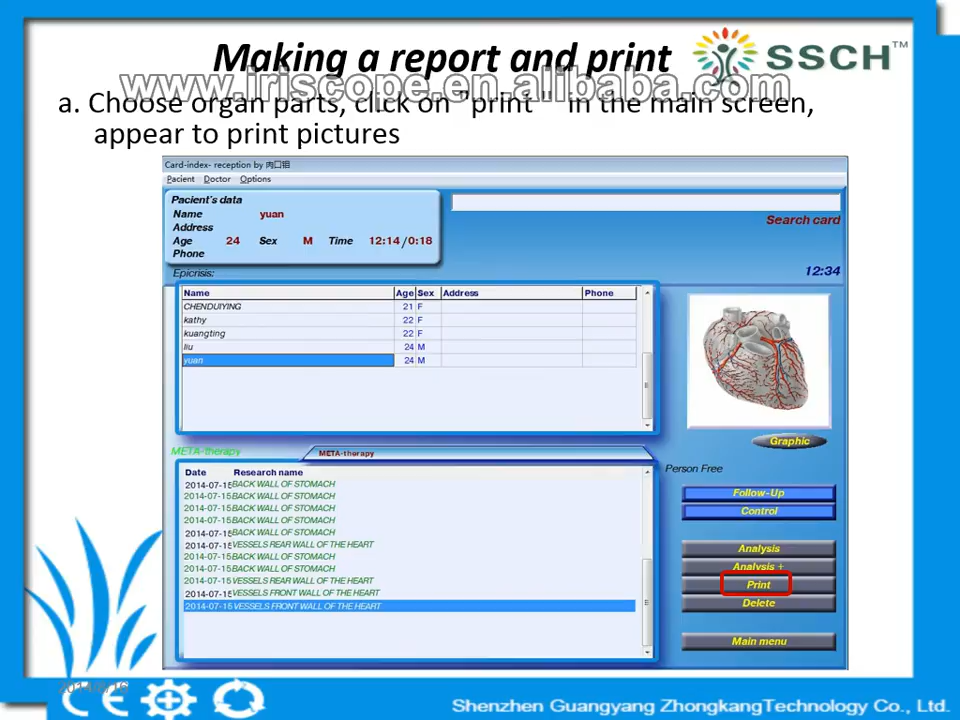 Making a report and print
SSCH™
www.iriscope.en.alibaba.com
a. Choose organ parts, click on "print " in the main screen,
appear to print pictures
Card-index- reception by
Pacient Doctor Options
Pacient's data
Name yuan
Address
Age 24 Sex M Time 12:14 /0:18
Phone
Search card
12:34
Epicrisis:
Name Age Sex Address Phone
CHENDUIYING 21 F
kathy 22 F
kuangting 22 F
liu 24 M
yuan 24 M
Graphic
META-therapy META-therapy
Person Free
Date Research name
2014-07-15 BACK WALL OF STOMACH
2014-07-15 BACK WALL OF STOMACH
2014-07-15 BACK WALL OF STOMACH
2014-07-15 BACK WALL OF STOMACH
2014-07-15 BACK WALL OF STOMACH
2014-07-15 VESSELS REAR WALL OF THE HEART
2014-07-15 BACK WALL OF STOMACH
2014-07-15 BACK WALL OF STOMACH
2014-07-15 VESSELS REAR WALL OF THE HEART
2014-07-15 VESSELS FRONT WALL OF THE HEART
2014-07-15 VESSELS FRONT WALL OF THE HEART
Follow-Up
Control
Analysis
Analysis +
Print
Delete
Main menu
CE
Shenzhen Guangyang ZhongkangTechnology Co., Ltd.